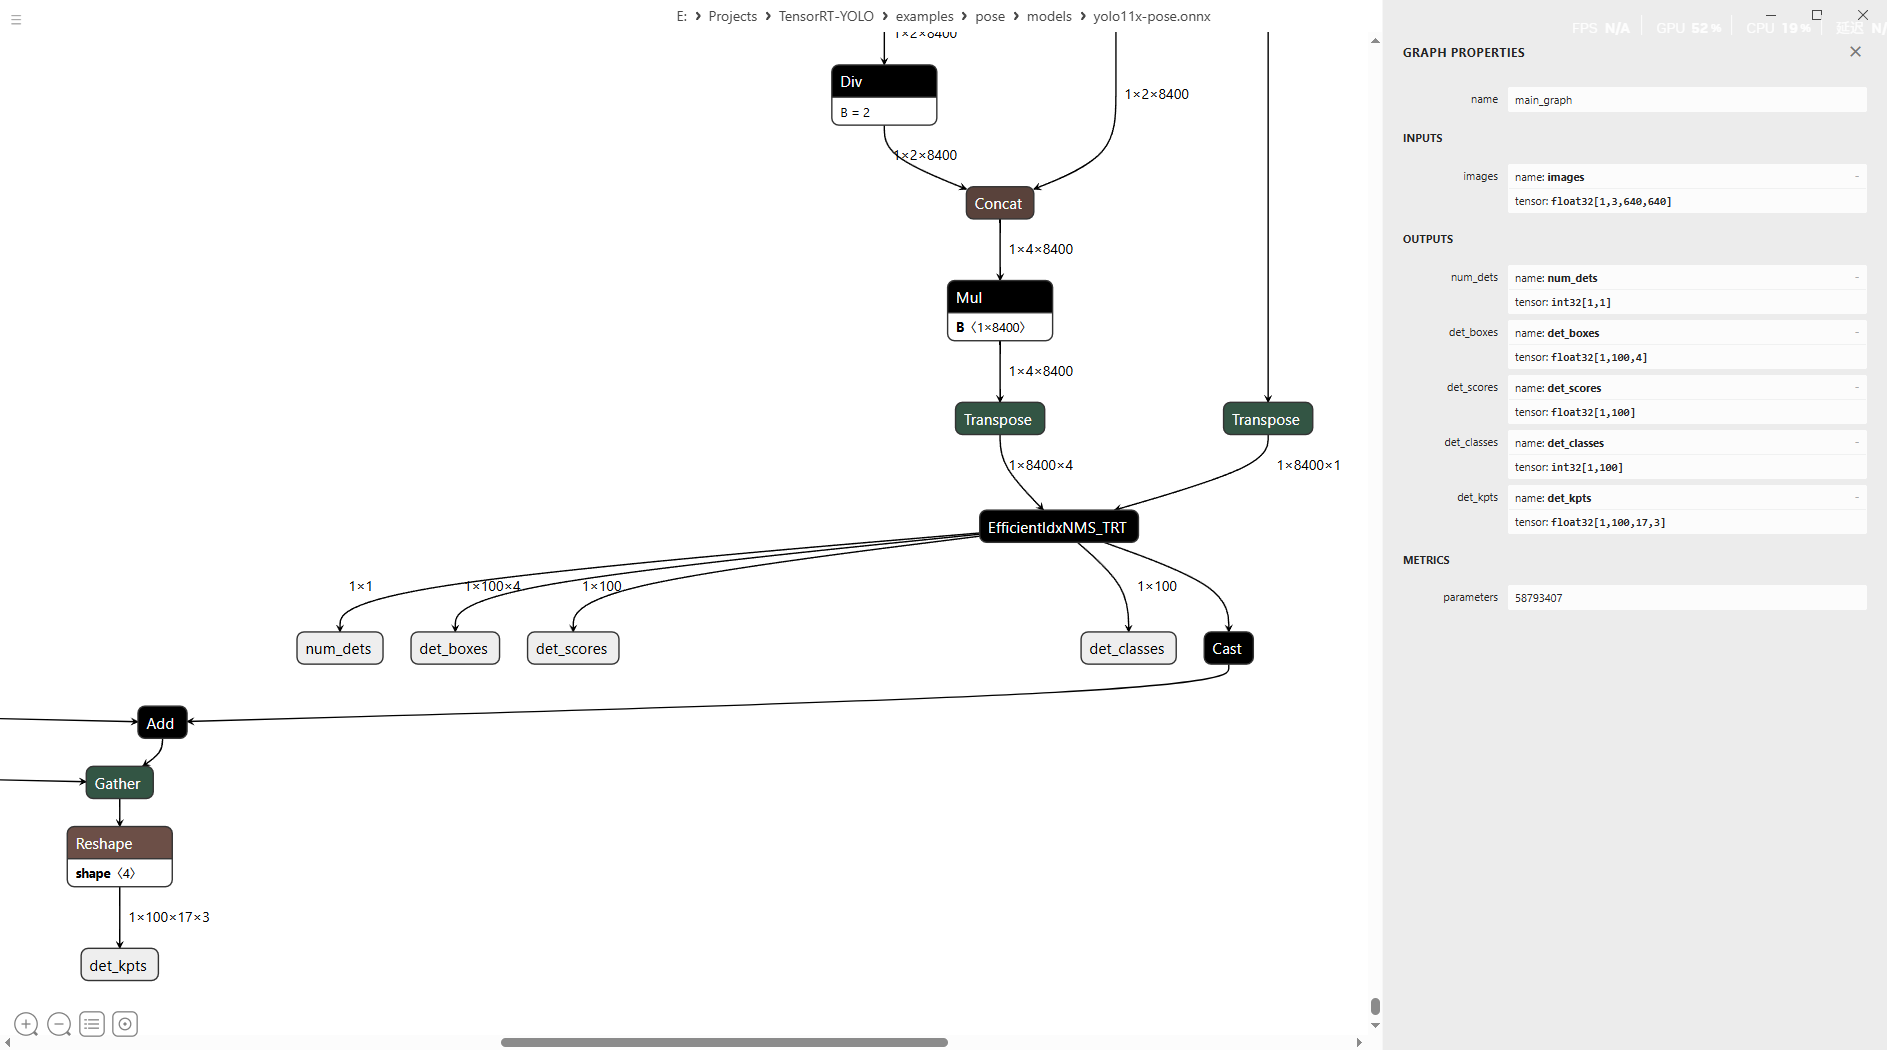 E: › Projects › TensorRT-YOLO › examples › pose › models › yolo11x-pose.onnx
FPS N/A GPU 52% CPU 19% 延迟 N/
1×2×8400
Div
B = 2
1×2×8400
1×2×8400
Concat
1×4×8400
Mul
B 〈1×8400〉
1×4×8400
Transpose
Transpose
1×8400×4
1×8400×1
EfficientIdxNMS_TRT
1×1
1×100×4
1×100
1×100
num_dets
det_boxes
det_scores
det_classes
Cast
Add
Gather
Reshape
shape 〈4〉
1×100×17×3
det_kpts
GRAPH PROPERTIES
name main_graph
INPUTS
images name: images -
tensor: float32[1,3,640,640]
OUTPUTS
num_dets name: num_dets -
tensor: int32[1,1]
det_boxes name: det_boxes -
tensor: float32[1,100,4]
det_scores name: det_scores -
tensor: float32[1,100]
det_classes name: det_classes -
tensor: int32[1,100]
det_kpts name: det_kpts -
tensor: float32[1,100,17,3]
METRICS
parameters 58793407